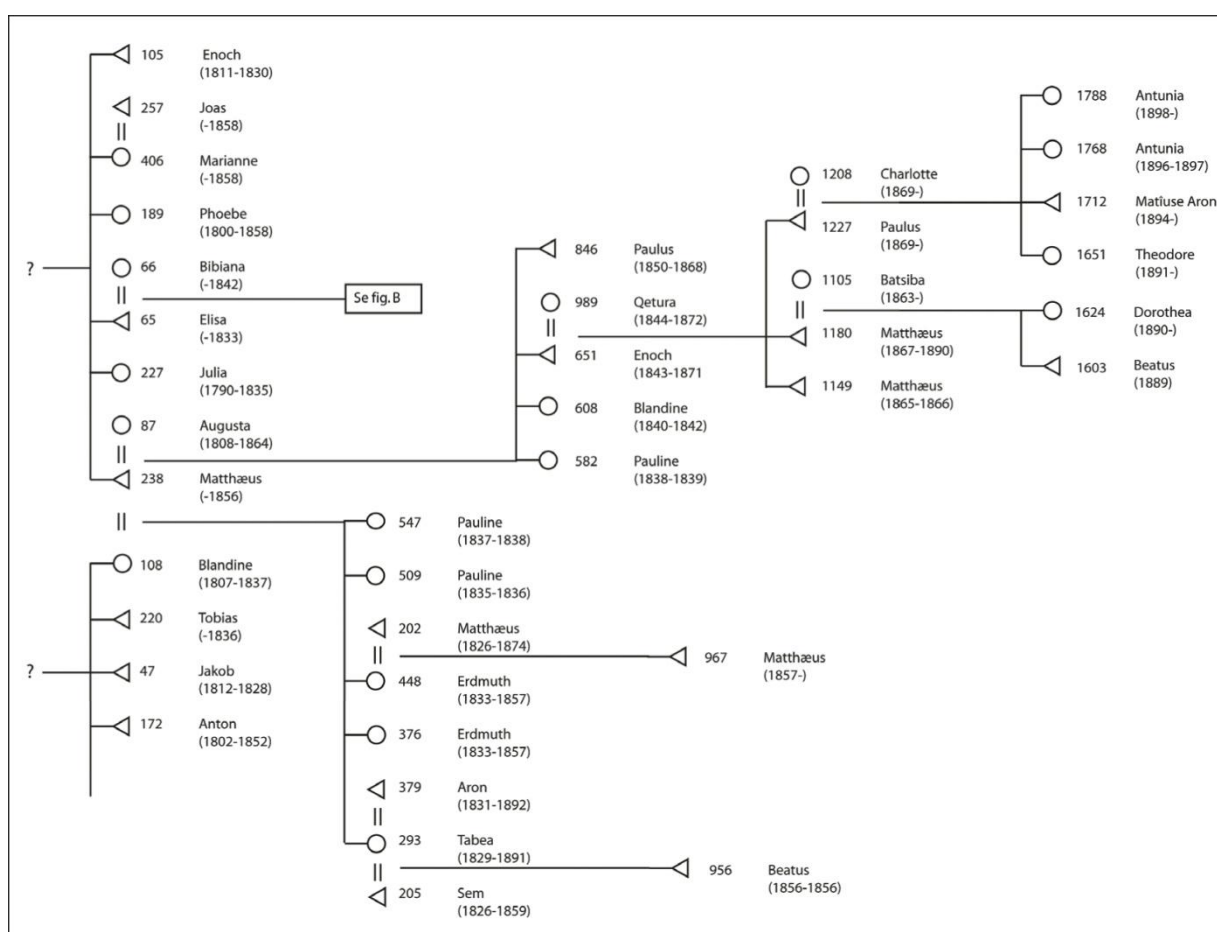 105 Enoch
(1811-1830)
257 Joas
(-1858)
406 Marianne
(-1858)
189 Phoebe
(1800-1858)
?
66 Bibiana
(-1842)
Se fig. B
65 Elisa
(-1833)
227 Julia
(1790-1835)
87 Augusta
(1808-1864)
238 Matthæus
(-1856)
846 Paulus
(1850-1868)
989 Qetura
(1844-1872)
651 Enoch
(1843-1871
608 Blandine
(1840-1842)
582 Pauline
(1838-1839)
1208 Charlotte
(1869-)
1227 Paulus
(1869-)
1105 Batsiba
(1863-)
1180 Matthæus
(1867-1890)
1149 Matthæus
(1865-1866)
1788 Antunia
(1898-)
1768 Antunia
(1896-1897)
1712 Matîuse Aron
(1894-)
1651 Theodore
(1891-)
1624 Dorothea
(1890-)
1603 Beatus
(1889)
?
108 Blandine
(1807-1837)
220 Tobias
(-1836)
47 Jakob
(1812-1828)
172 Anton
(1802-1852)
547 Pauline
(1837-1838)
509 Pauline
(1835-1836)
202 Matthæus
(1826-1874)
967 Matthæus
(1857-)
448 Erdmuth
(1833-1857)
376 Erdmuth
(1833-1857)
379 Aron
(1831-1892)
293 Tabea
(1829-1891)
956 Beatus
(1856-1856)
205 Sem
(1826-1859)